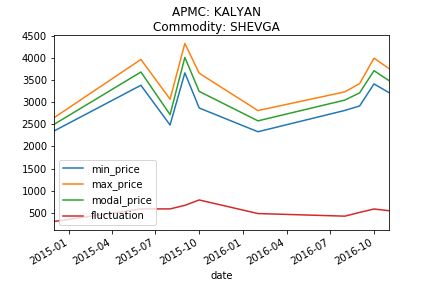 APMC: KALYAN
Commodity: SHEVGA
4500
4000
3500
3000
2500
2000
1500
1000
500
min_price
max_price
modal_price
fluctuation
2015-01
2015-04
2015-07
2015-10
2016-01
2016-04
2016-07
2016-10
date